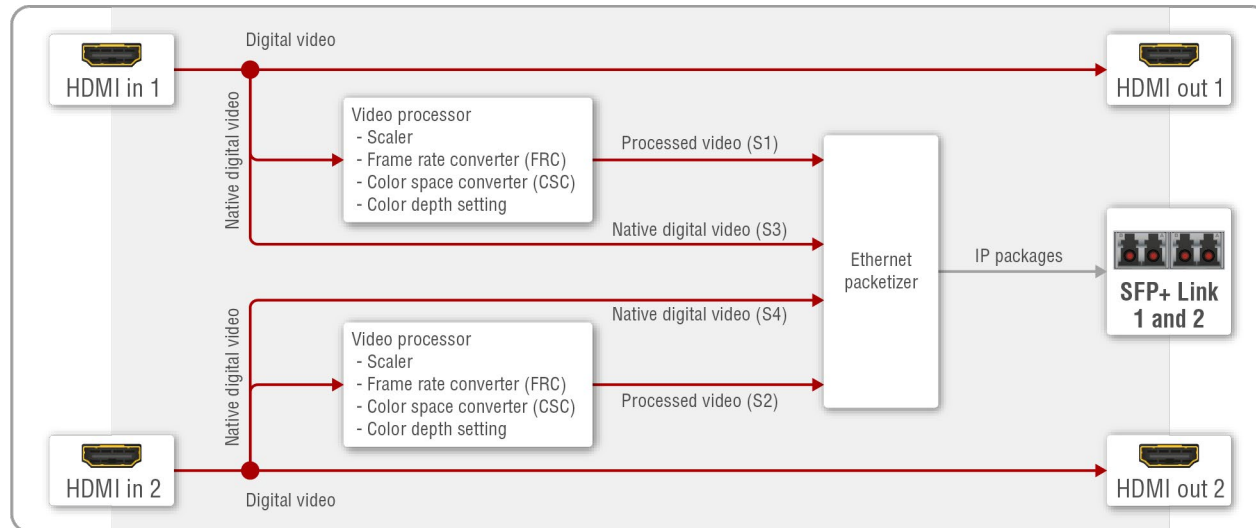 Digital video
HDMI in 1
HDMI out 1
Native digital video
Video processor
- Scaler
- Frame rate converter (FRC)
- Color space converter (CSC)
- Color depth setting
Processed video (S1)
Native digital video (S3)
Ethernet
packetizer
IP packages
SFP+ Link
1 and 2
Native digital video (S4)
Native digital video
Video processor
- Scaler
- Frame rate converter (FRC)
- Color space converter (CSC)
- Color depth setting
Processed video (S2)
HDMI in 2
HDMI out 2
Digital video